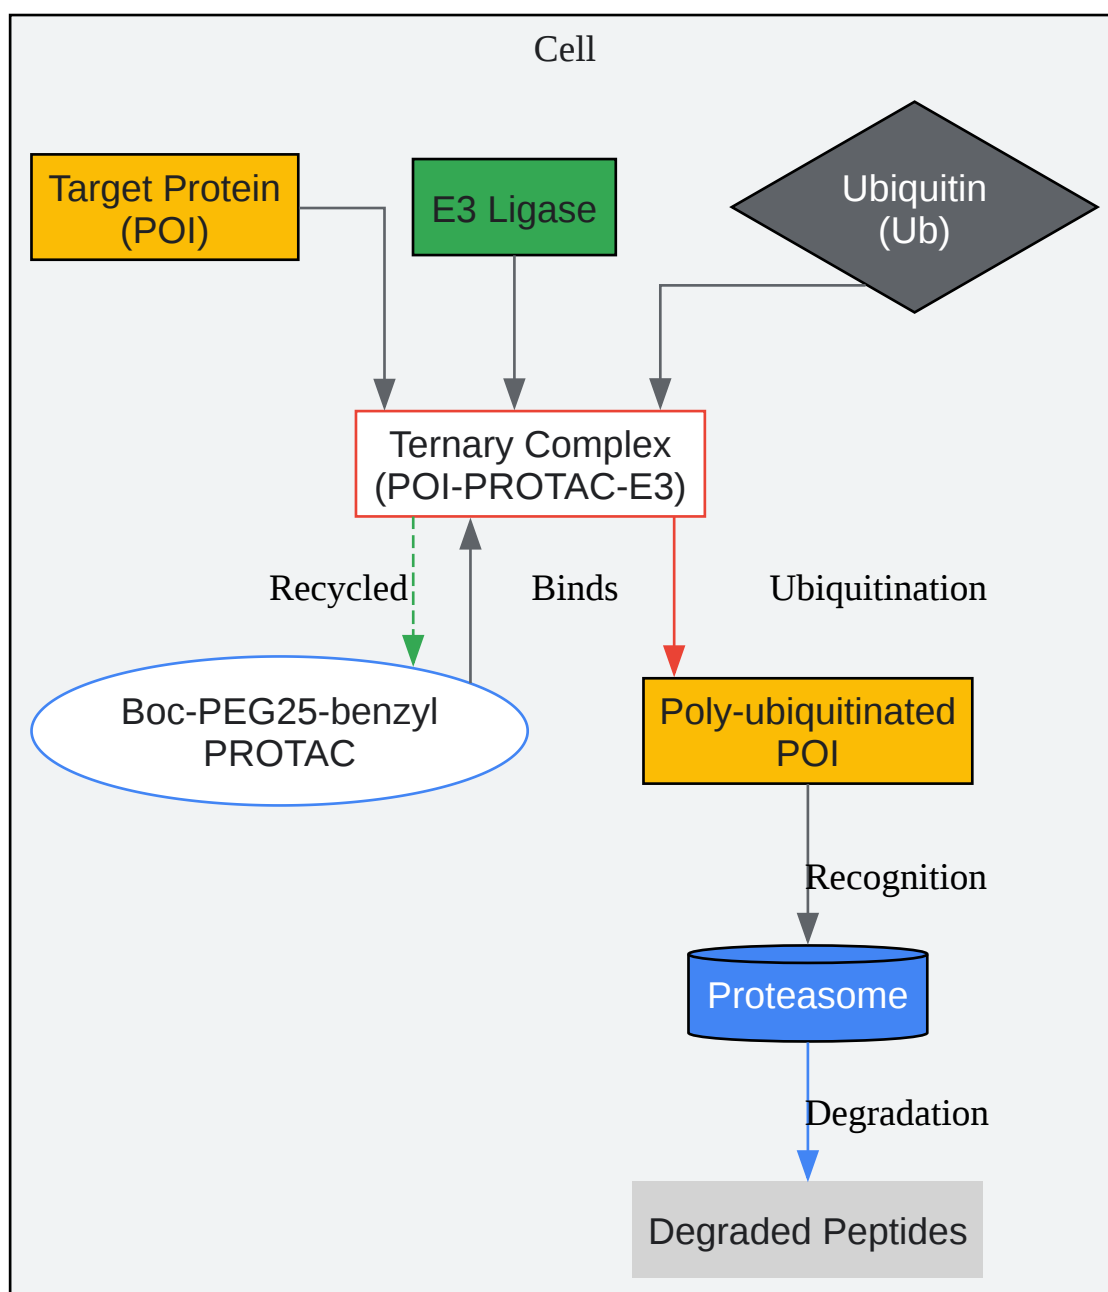 Cell
Target Protein
(POI)
E3 Ligase
Ubiquitin
(Ub)
Ternary Complex
(POI-PROTAC-E3)
Recycled
Binds
Ubiquitination
Boc-PEG25-benzyl
PROTAC
Poly-ubiquitinated
POI
Recognition
Proteasome
Degradation
Degraded Peptides